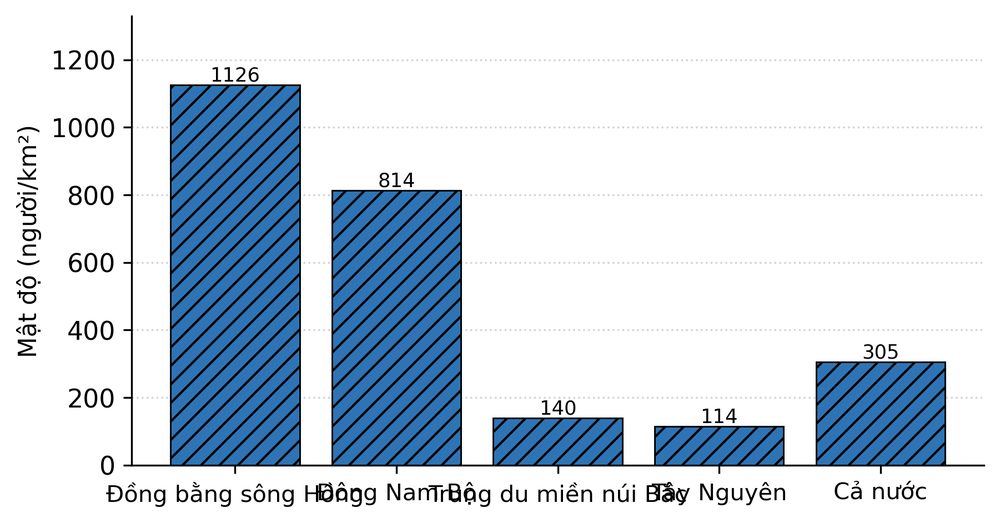 Mật độ (người/km²)
1200
1000
800
600
400
200
0
1126
814
140
114
305
Đồng bằng sông Hồng
Đông Nam Bộ
Trung du miền núi Bắc
Tây Nguyên
Cả nước